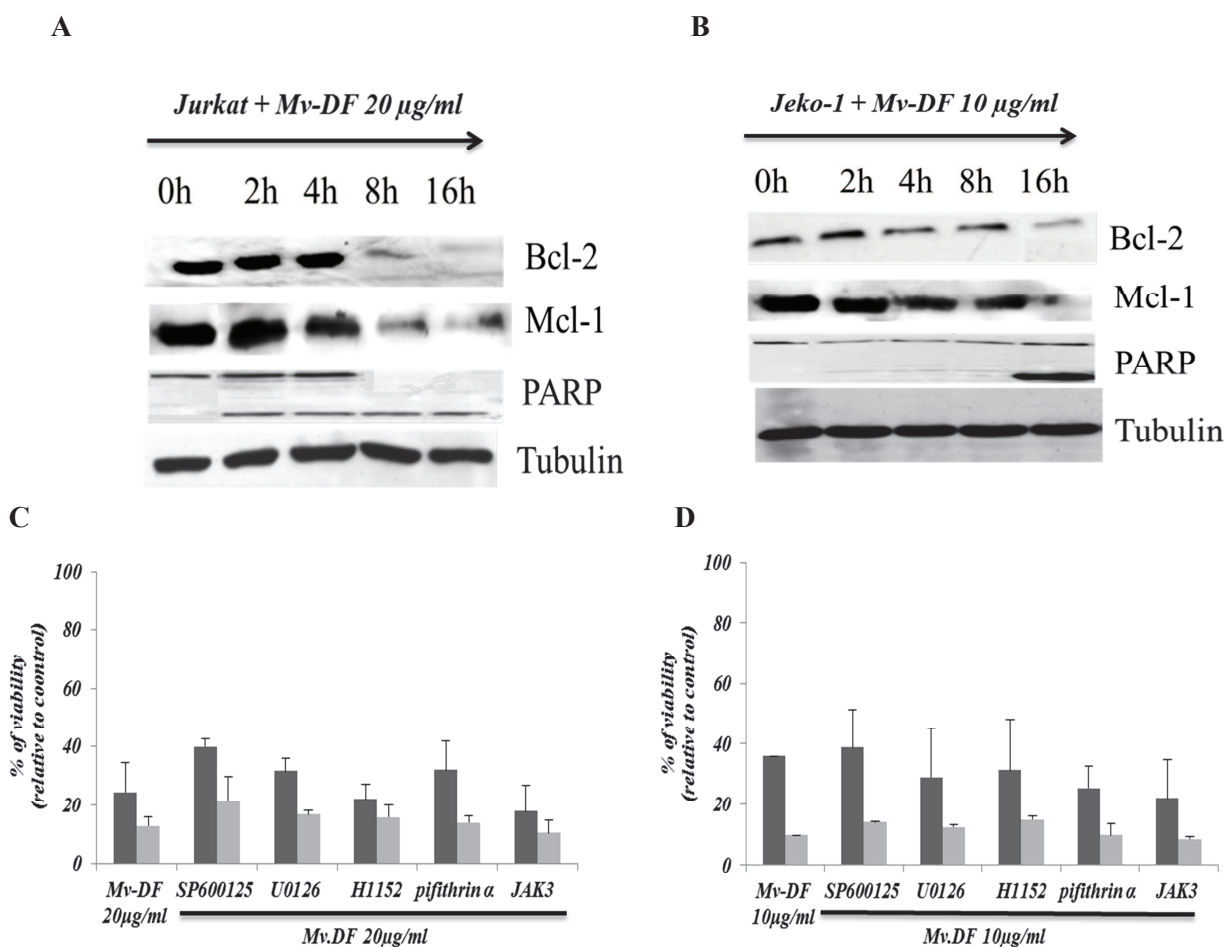 A
B
Jurkat + Mv-DF 20 µg/ml
Jeko-1 + Mv-DF 10 µg/ml
0h 2h 4h 8h 16h
0h 2h 4h 8h 16h
Bcl-2
Mcl-1
PARP
Tubulin
Bcl-2
Mcl-1
PARP
Tubulin
C
D
% of viability
(relative to coontrol)
100
80
60
40
20
0
Mv-DF
20µg/ml
SP600125 U0126 H1152 pifithrin α JAK3
Mv.DF 20µg/ml
% of viability
(relative to control)
100
80
60
40
20
0
Mv-DF
10µg/ml
SP600125 U0126 H1152 pifithrin α JAK3
Mv.DF 10µg/ml